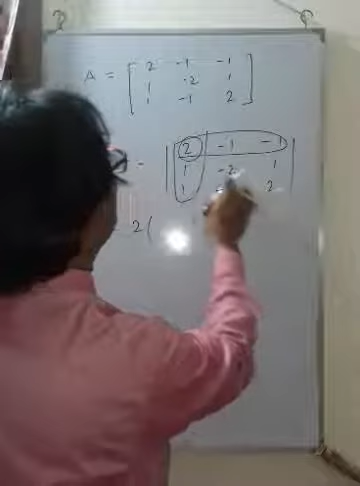 A = [ 2 -1 -1
1 -2 1
1 -1 2 ]
= | 2 -1 -1
1 -2 1
1 2 |
2 (